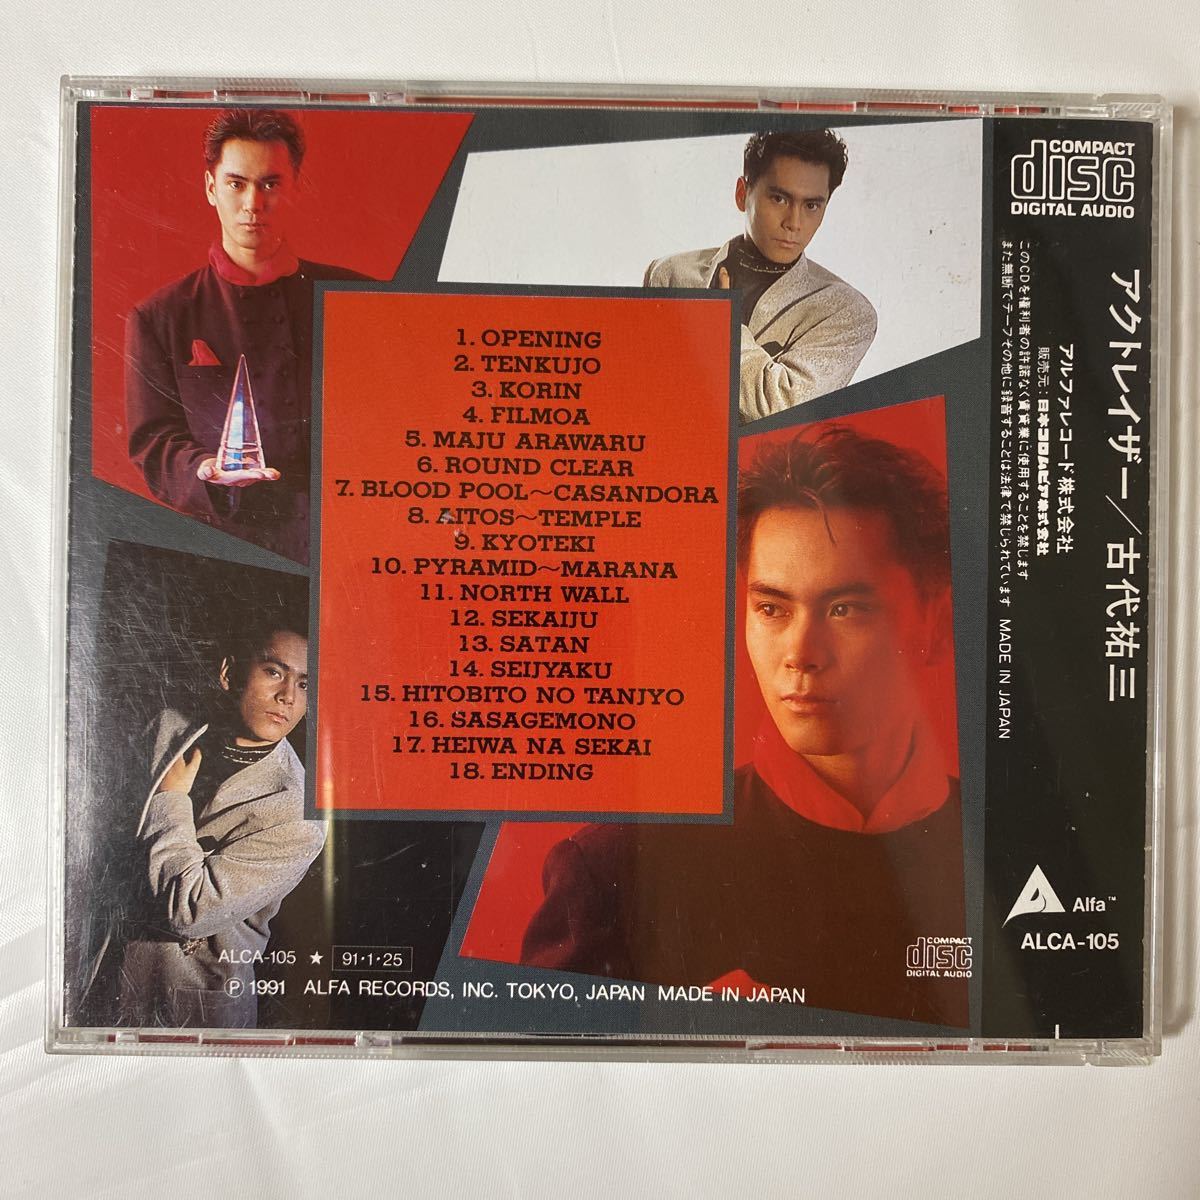 1. OPENING
2. TENKUJO
3. KORIN
4. FILMOA
5. MAJU ARAWARU
6. ROUND CLEAR
7. BLOOD POOL~CASANDORA
8. AITOS~TEMPLE
9. KYOTEKI
10. PYRAMID~MARANA
11. NORTH WALL
12. SEKAIJU
13. SATAN
14. SEIJYAKU
15. HITOBITO NO TANJYO
16. SASAGEMONO
17. HEIWA NA SEKAI
18. ENDING
ALCA-105 ★ 91・1・25
Ⓟ 1991 ALFA RECORDS, INC. TOKYO, JAPAN MADE IN JAPAN
COMPACT
disc
DIGITAL AUDIO
COMPACT
disc
DIGITAL AUDIO
アクトレイザー/古代祐三
アルファレコード株式会社
販売元:日本コロムビア株式会社
このCDを権利者の許諾なく賃貸業に使用することを禁じます
また無断でテープその他に録音することは法律で禁じられています MADE IN JAPAN
Alfa™
ALCA-105